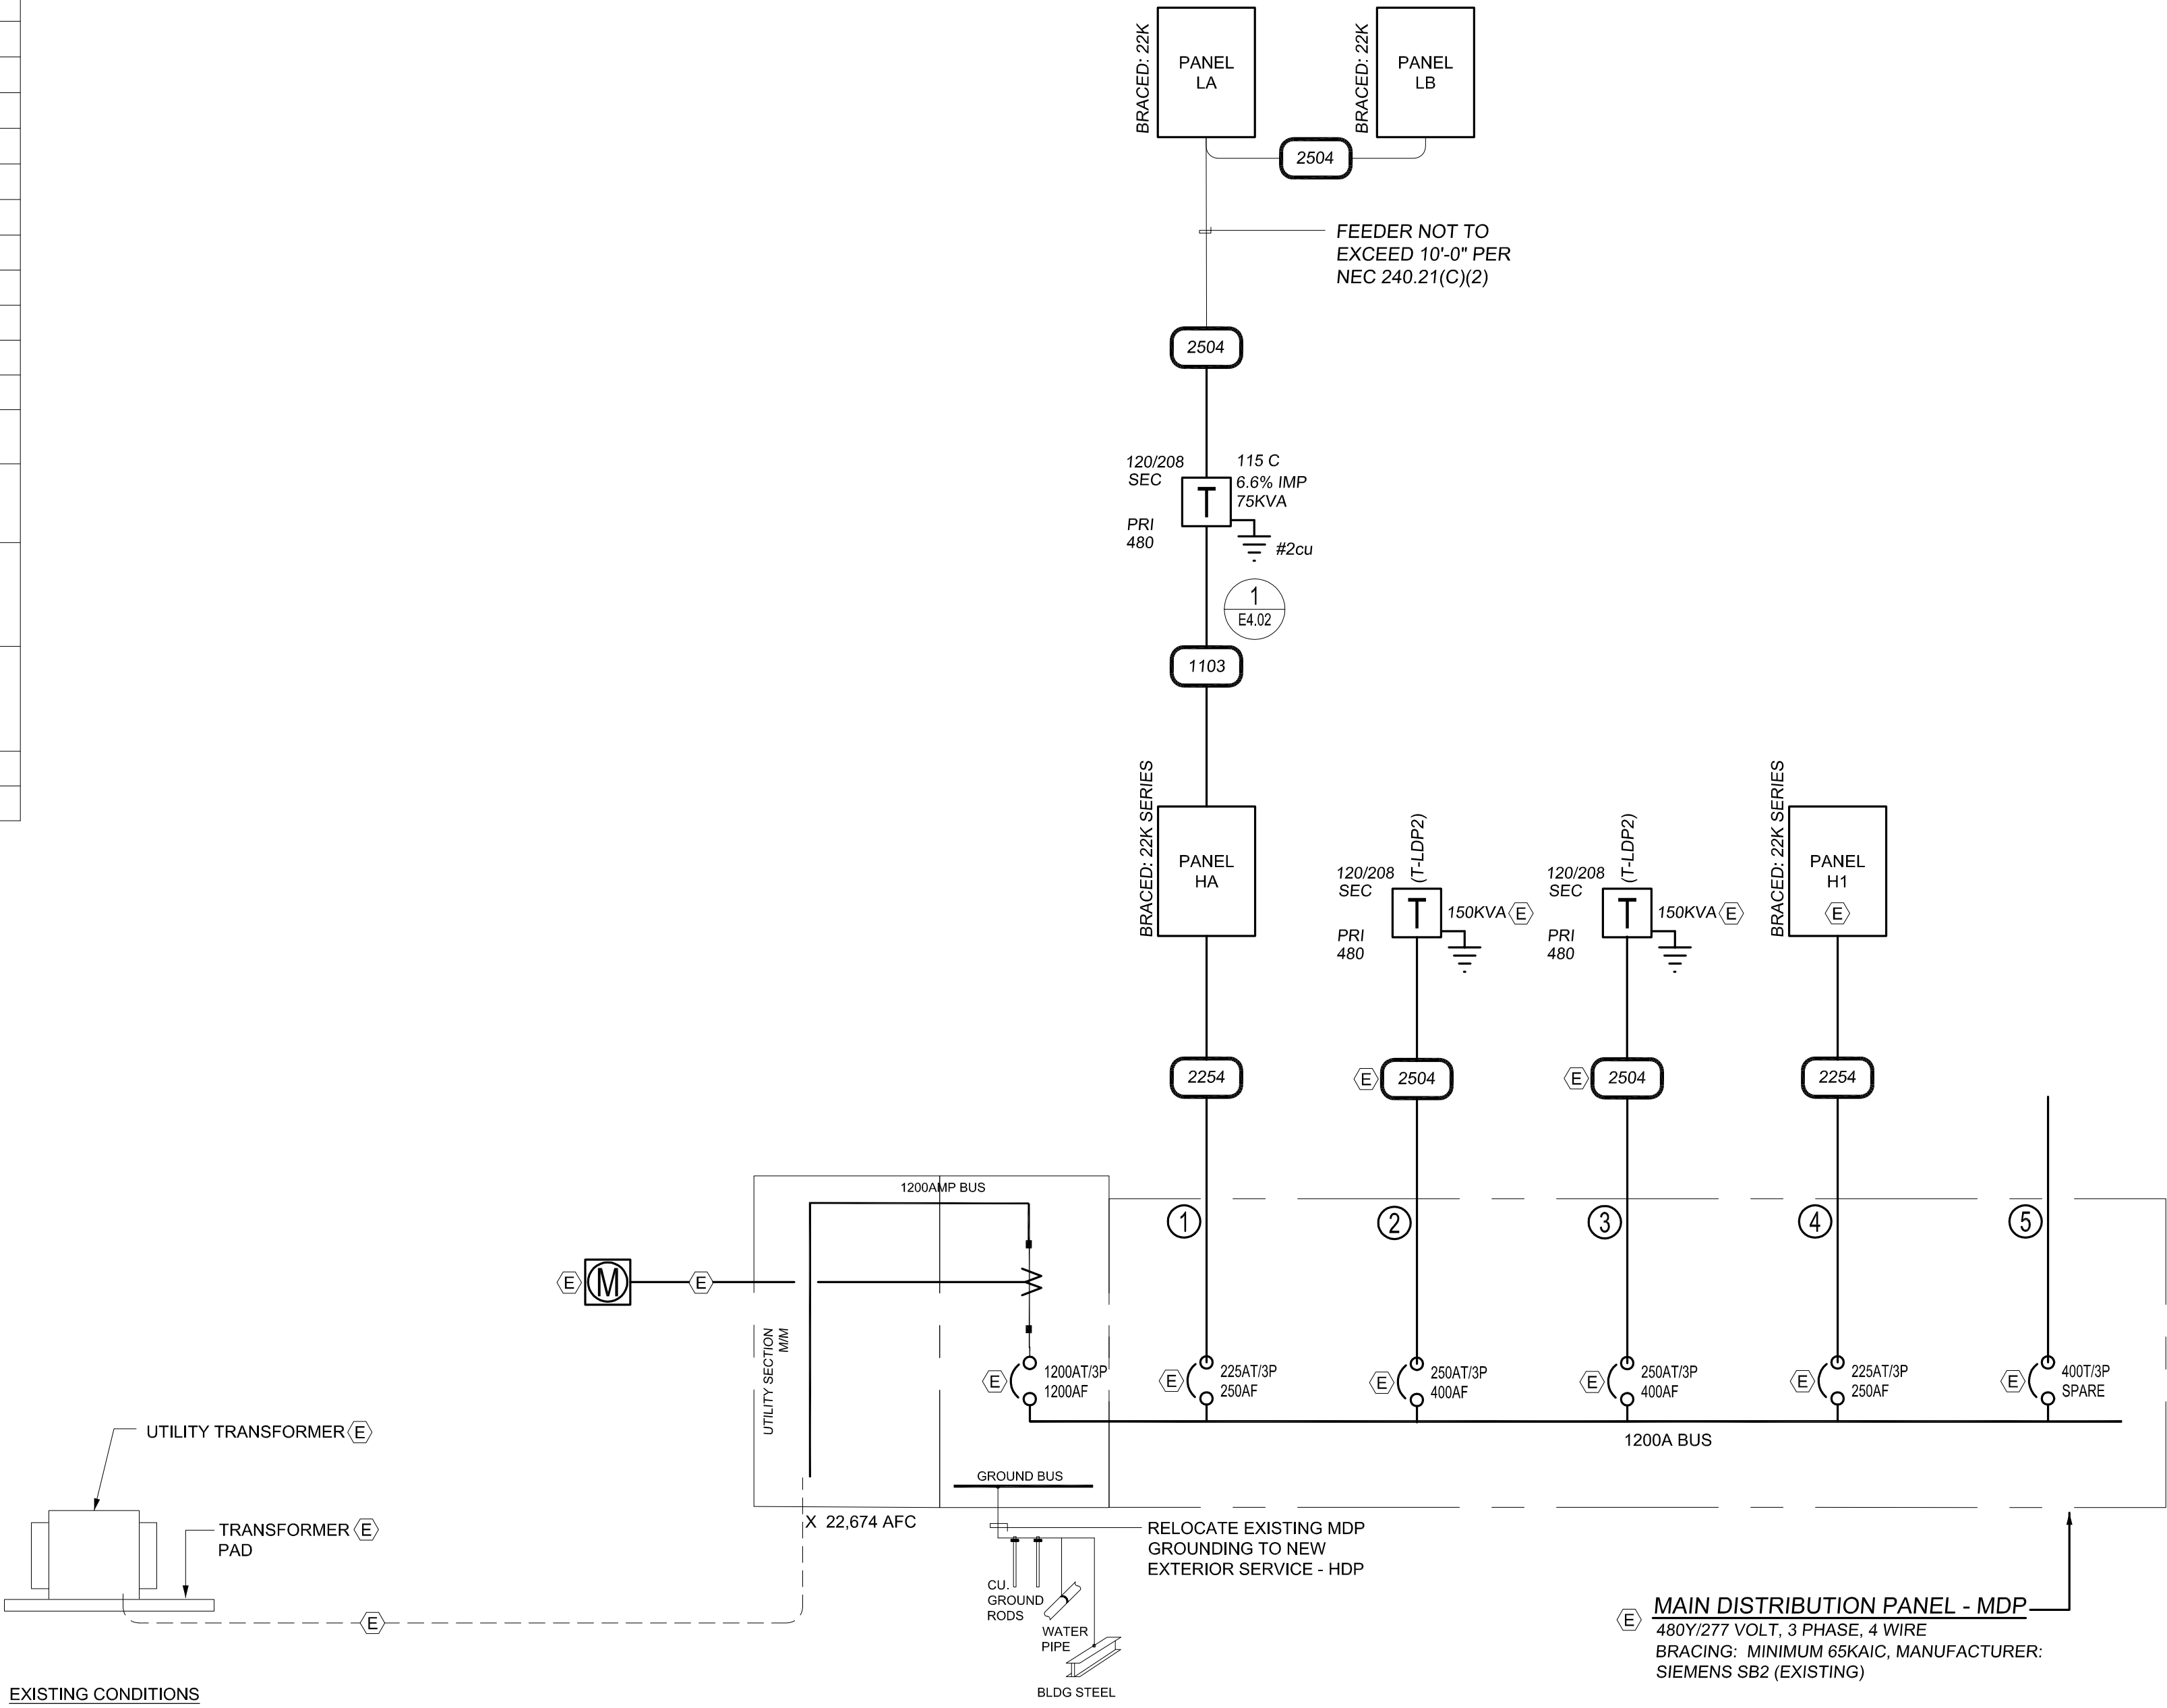 BRACED: 22K
PANEL
LA
BRACED: 22K
PANEL
LB
2504
FEEDER NOT TO
EXCEED 10'-0" PER
NEC 240.21(C)(2)
2504
120/208
SEC
115 C
6.6% IMP
75KVA
T
PRI
480
#2cu
1
E4.02
1103
BRACED: 22K SERIES
PANEL
HA
120/208
SEC
(T-LDP2)
T
150KVA E
PRI
480
120/208
SEC
(T-LDP2)
T
150KVA E
PRI
480
BRACED: 22K SERIES
PANEL
H1
E
2254
E 2504
E 2504
2254
1200AMP BUS
1
2
3
4
5
E M E
UTILITY SECTION
M/M
E 1200AT/3P
1200AF
E 225AT/3P
250AF
E 250AT/3P
400AF
E 250AT/3P
400AF
E 225AT/3P
250AF
E 400T/3P
SPARE
1200A BUS
UTILITY TRANSFORMER E
GROUND BUS
TRANSFORMER E
PAD
X 22,674 AFC
RELOCATE EXISTING MDP
GROUNDING TO NEW
EXTERIOR SERVICE - HDP
CU.
GROUND
RODS
WATER
PIPE
BLDG STEEL
E
E MAIN DISTRIBUTION PANEL - MDP
480Y/277 VOLT, 3 PHASE, 4 WIRE
BRACING: MINIMUM 65KAIC, MANUFACTURER:
SIEMENS SB2 (EXISTING)
EXISTING CONDITIONS